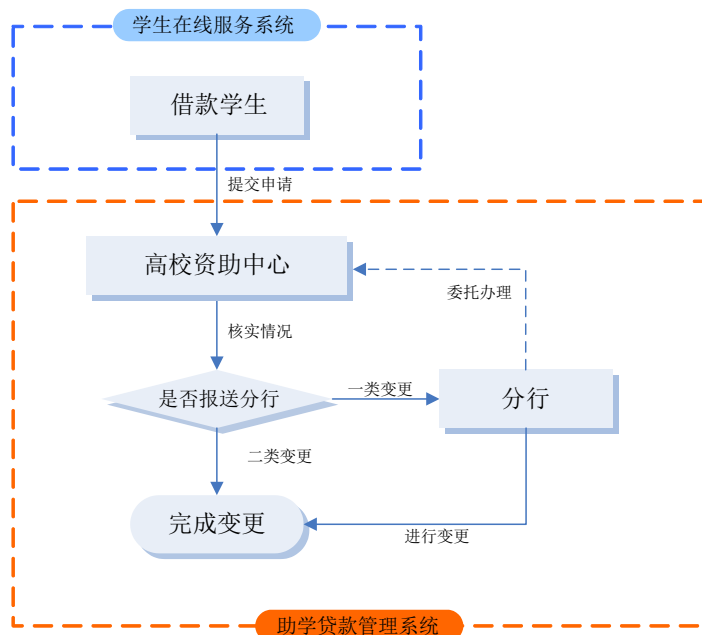 学生在线服务系统
借款学生
提交申请
高校资助中心
委托办理
核实情况
是否报送分行
一类变更
分行
二类变更
完成变更
进行变更
助学贷款管理系统